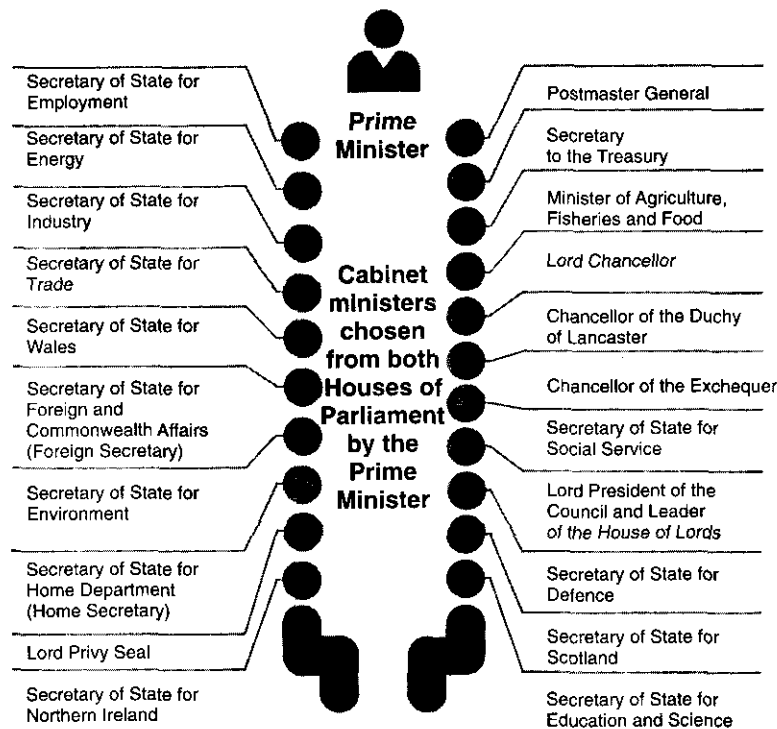 Prime
Minister
Secretary of State for
Employment
Secretary of State for
Energy
Secretary of State for
Industry
Secretary of State for
Trade
Secretary of State for
Wales
Secretary of State for
Foreign and
Commonwealth Affairs
(Foreign Secretary)
Secretary of State for
Environment
Secretary of State for
Home Department
(Home Secretary)
Lord Privy Seal
Secretary of State for
Northern Ireland
Cabinet
ministers
chosen
from both
Houses of
Parliament
by the
Prime
Minister
Postmaster General
Secretary
to the Treasury
Minister of Agriculture,
Fisheries and Food
Lord Chancellor
Chancellor of the Duchy
of Lancaster
Chancellor of the Exchequer
Secretary of State for
Social Service
Lord President of the
Council and Leader
of the House of Lords
Secretary of State for
Defence
Secretary of State for
Scotland
Secretary of State for
Education and Science